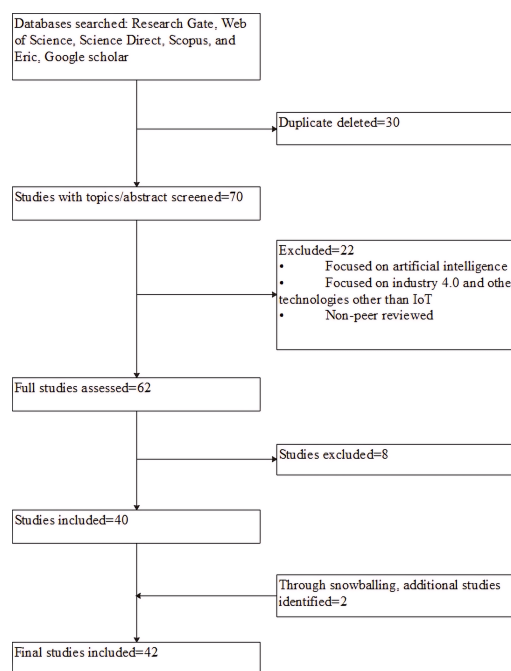 Databases searched: Research Gate, Web
of Science, Science Direct, Scopus, and
Eric, Google scholar
Duplicate deleted=30
Studies with topics/abstract screened=70
Excluded=22
• Focused on artificial intelligence
• Focused on industry 4.0 and othe
technologies other than IoT
• Non-peer reviewed
Full studies assessed=62
Studies excluded=8
Studies included=40
Through snowballing, additional studies
identified=2
Final studies included=42